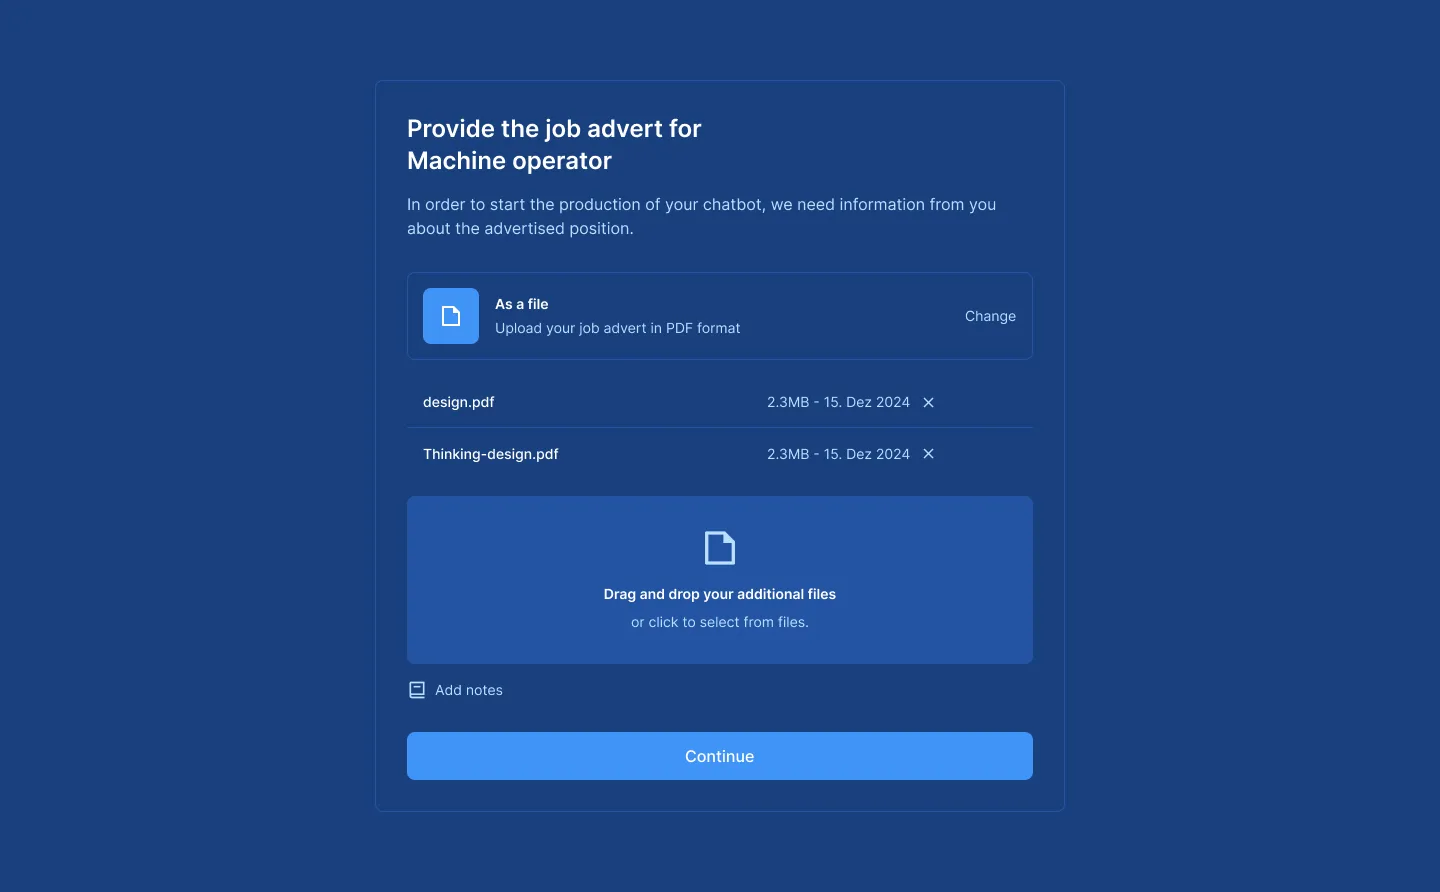 Provide the job advert for
Machine operator
In order to start the production of your chatbot, we need information from you
about the advertised position.
As a file
Upload your job advert in PDF format
Change
design.pdf 2.3MB - 15. Dez 2024
Thinking-design.pdf 2.3MB - 15. Dez 2024
Drag and drop your additional files
or click to select from files.
Add notes
Continue